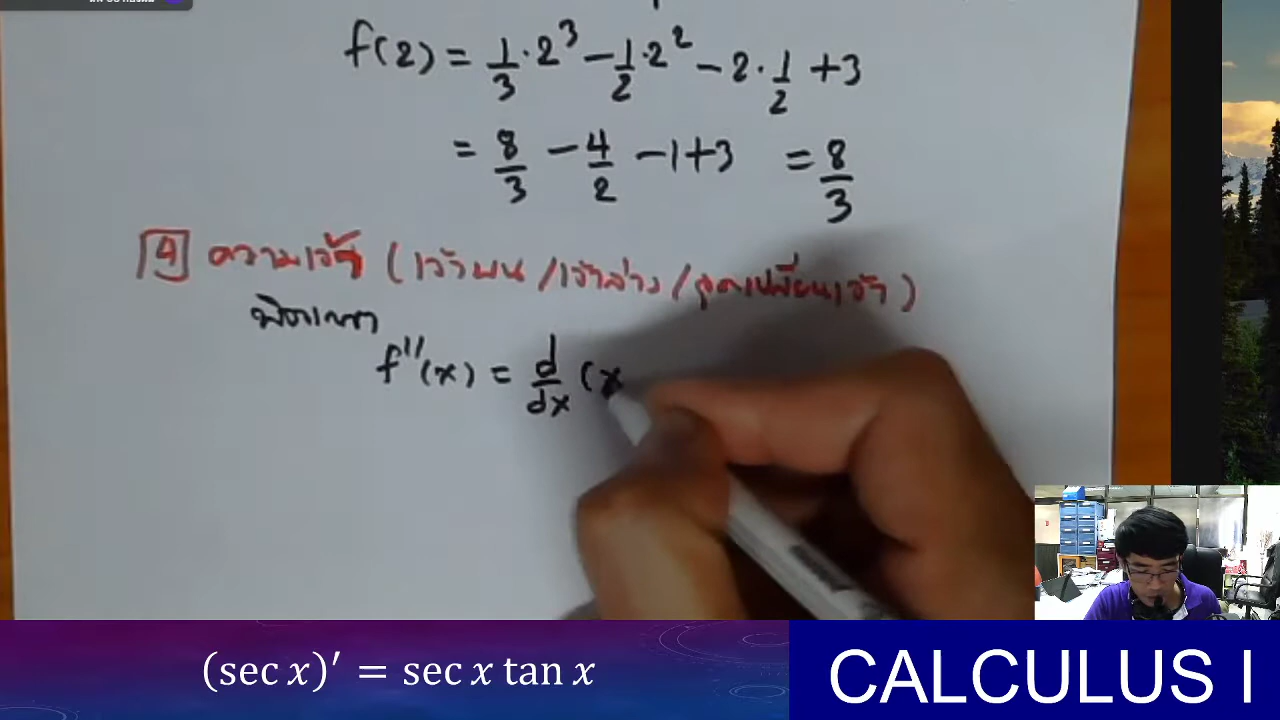 f(2) = 1/3 · 2³ − 1/2 · 2² − 2 · 1/2 + 3
= 8/3 − 4/2 − 1 + 3 = 8/3
4 ความเว้า (เว้าบน/เว้าล่าง/จุดเปลี่ยนเว้า)
พิจารณา
f''(x) = d/dx (x
(sec x)′ = sec x tan x
CALCULUS I